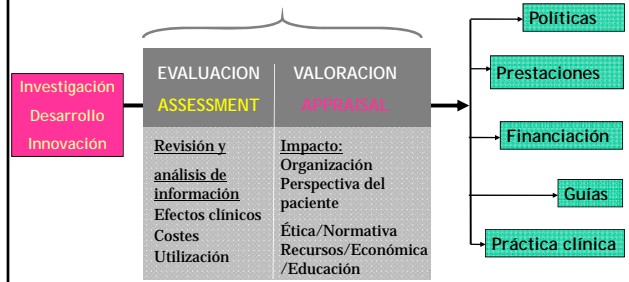 Investigación
Desarrollo
Innovación
EVALUACION
ASSESSMENT
Revisión y
análisis de
información
Efectos clínicos
Costes
Utilización
VALORACION
APPRAISAL
Impacto:
Organización
Perspectiva del
paciente
Ética/Normativa
Recursos/Económica
/Educación
Políticas
Prestaciones
Financiación
Guías
Práctica clínica